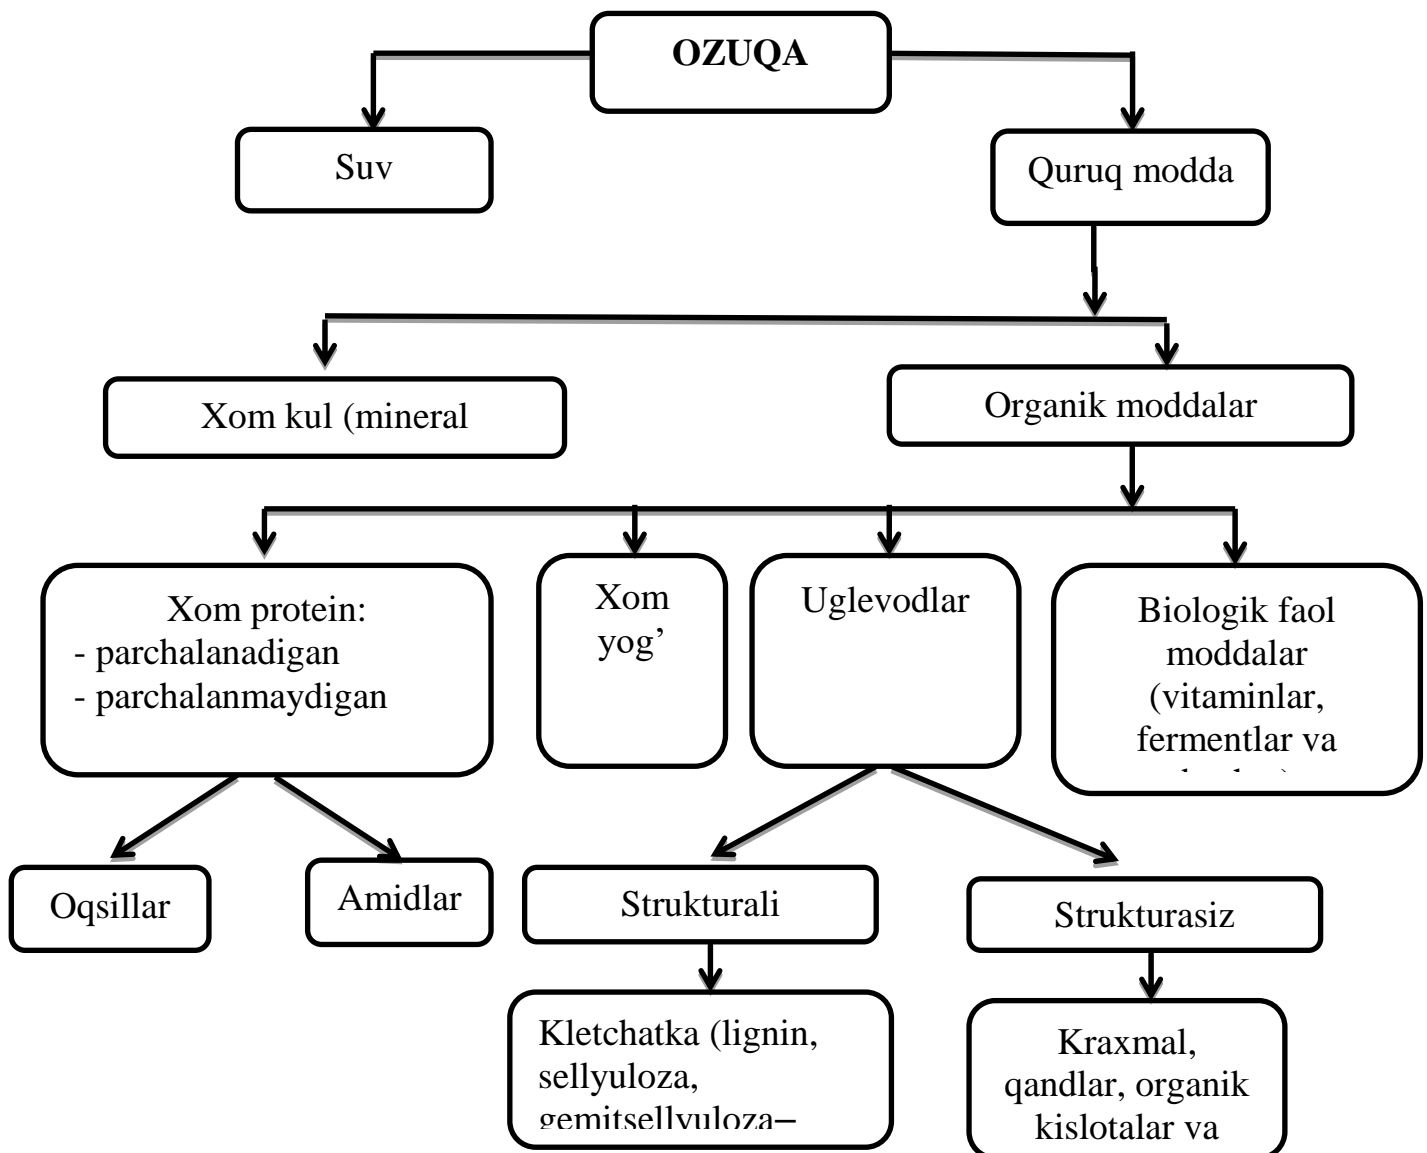 OZUQA
Suv
Quruq modda
Xom kul (mineral
Organik moddalar
Xom protein:
- parchalanadigan
- parchalanmaydigan
Xom
yog’
Uglevodlar
Biologik faol
moddalar
(vitaminlar,
fermentlar va
Oqsillar
Amidlar
Strukturali
Strukturasiz
Kletchatka (lignin,
sellyuloza,
gemitsellyuloza–
Kraxmal,
qandlar, organik
kislotalar va